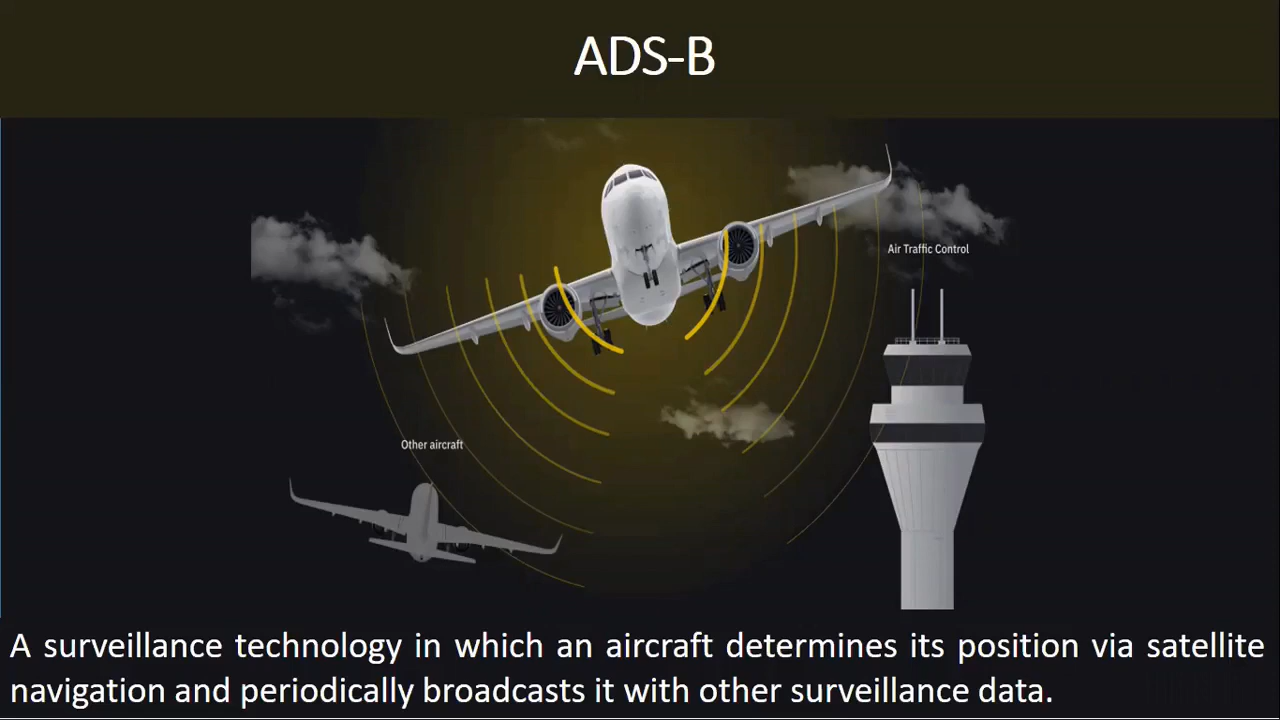 ADS-B
Air Traffic Control
Other aircraft
A surveillance technology in which an aircraft determines its position via satellite
navigation and periodically broadcasts it with other surveillance data.